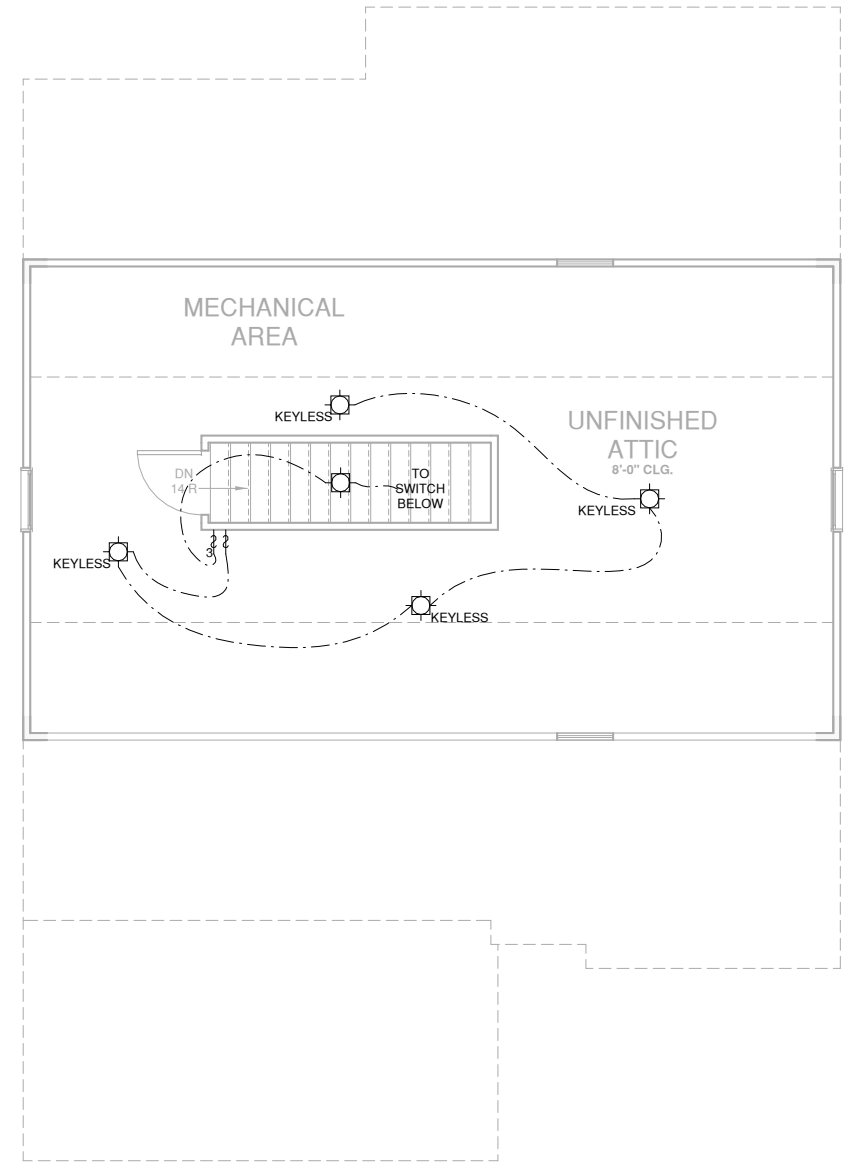 MECHANICAL
AREA
KEYLESS
UNFINISHED
ATTIC
8'-0" CLG.
DN
14 R
TO
SWITCH
BELOW
KEYLESS
3
KEYLESS
KEYLESS